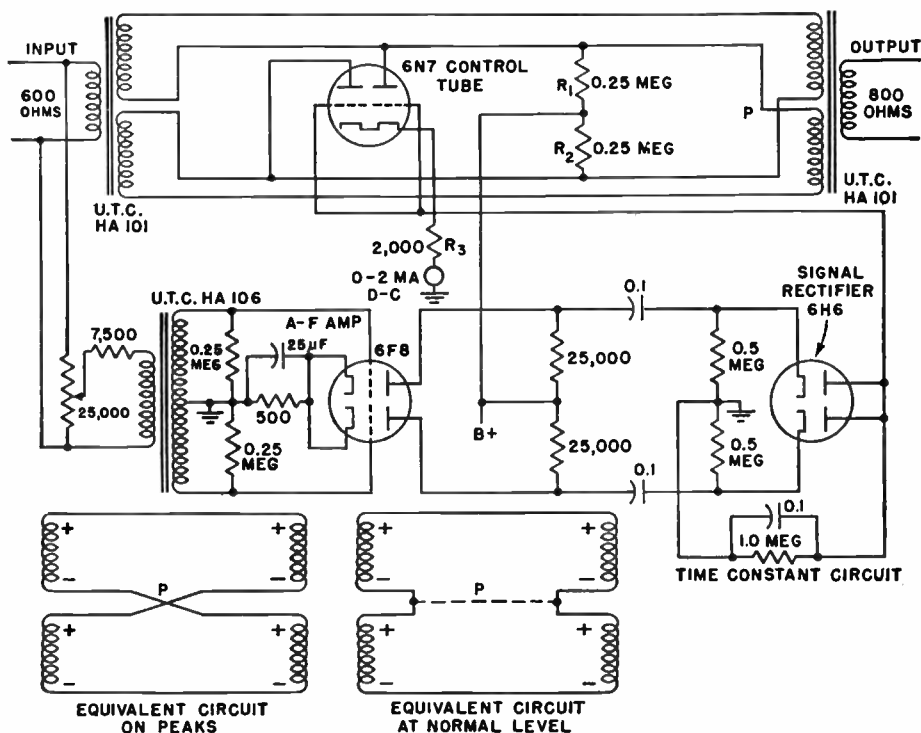 INPUT
600
OHMS
6N7 CONTROL
TUBE
R1
0.25 MEG
R2
0.25 MEG
P
OUTPUT
800
OHMS
U.T.C.
HA 101
U.T.C.
HA 101
2,000
R3
0-2 MA
D-C
U.T.C. HA 106
7,500
25,000
0.25
MEG
0.25
MEG
A-F AMP
25µF
500
6F8
25,000
25,000
B+
0.1
0.1
0.5
MEG
0.5
MEG
SIGNAL
RECTIFIER
6H6
0.1
1.0 MEG
TIME CONSTANT CIRCUIT
+ +
- -
P
+ +
- -
EQUIVALENT CIRCUIT
ON PEAKS
+ +
- -
P
+ +
- -
EQUIVALENT CIRCUIT
AT NORMAL LEVEL